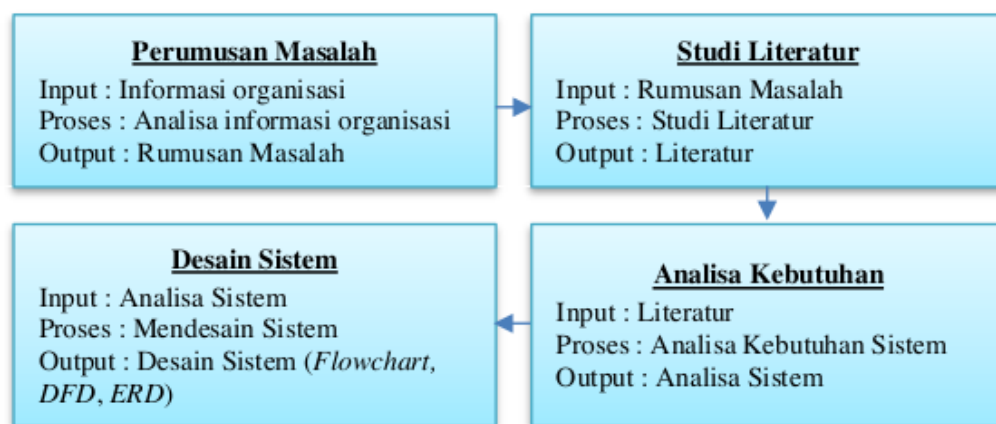 Perumusan Masalah
Input : Informasi organisasi
Proses : Analisa informasi organisasi
Output : Rumusan Masalah
Studi Literatur
Input : Rumusan Masalah
Proses : Studi Literatur
Output : Literatur
Analisa Kebutuhan
Input : Literatur
Proses : Analisa Kebutuhan Sistem
Output : Analisa Sistem
Desain Sistem
Input : Analisa Sistem
Proses : Mendesain Sistem
Output : Desain Sistem (Flowchart,
DFD, ERD)